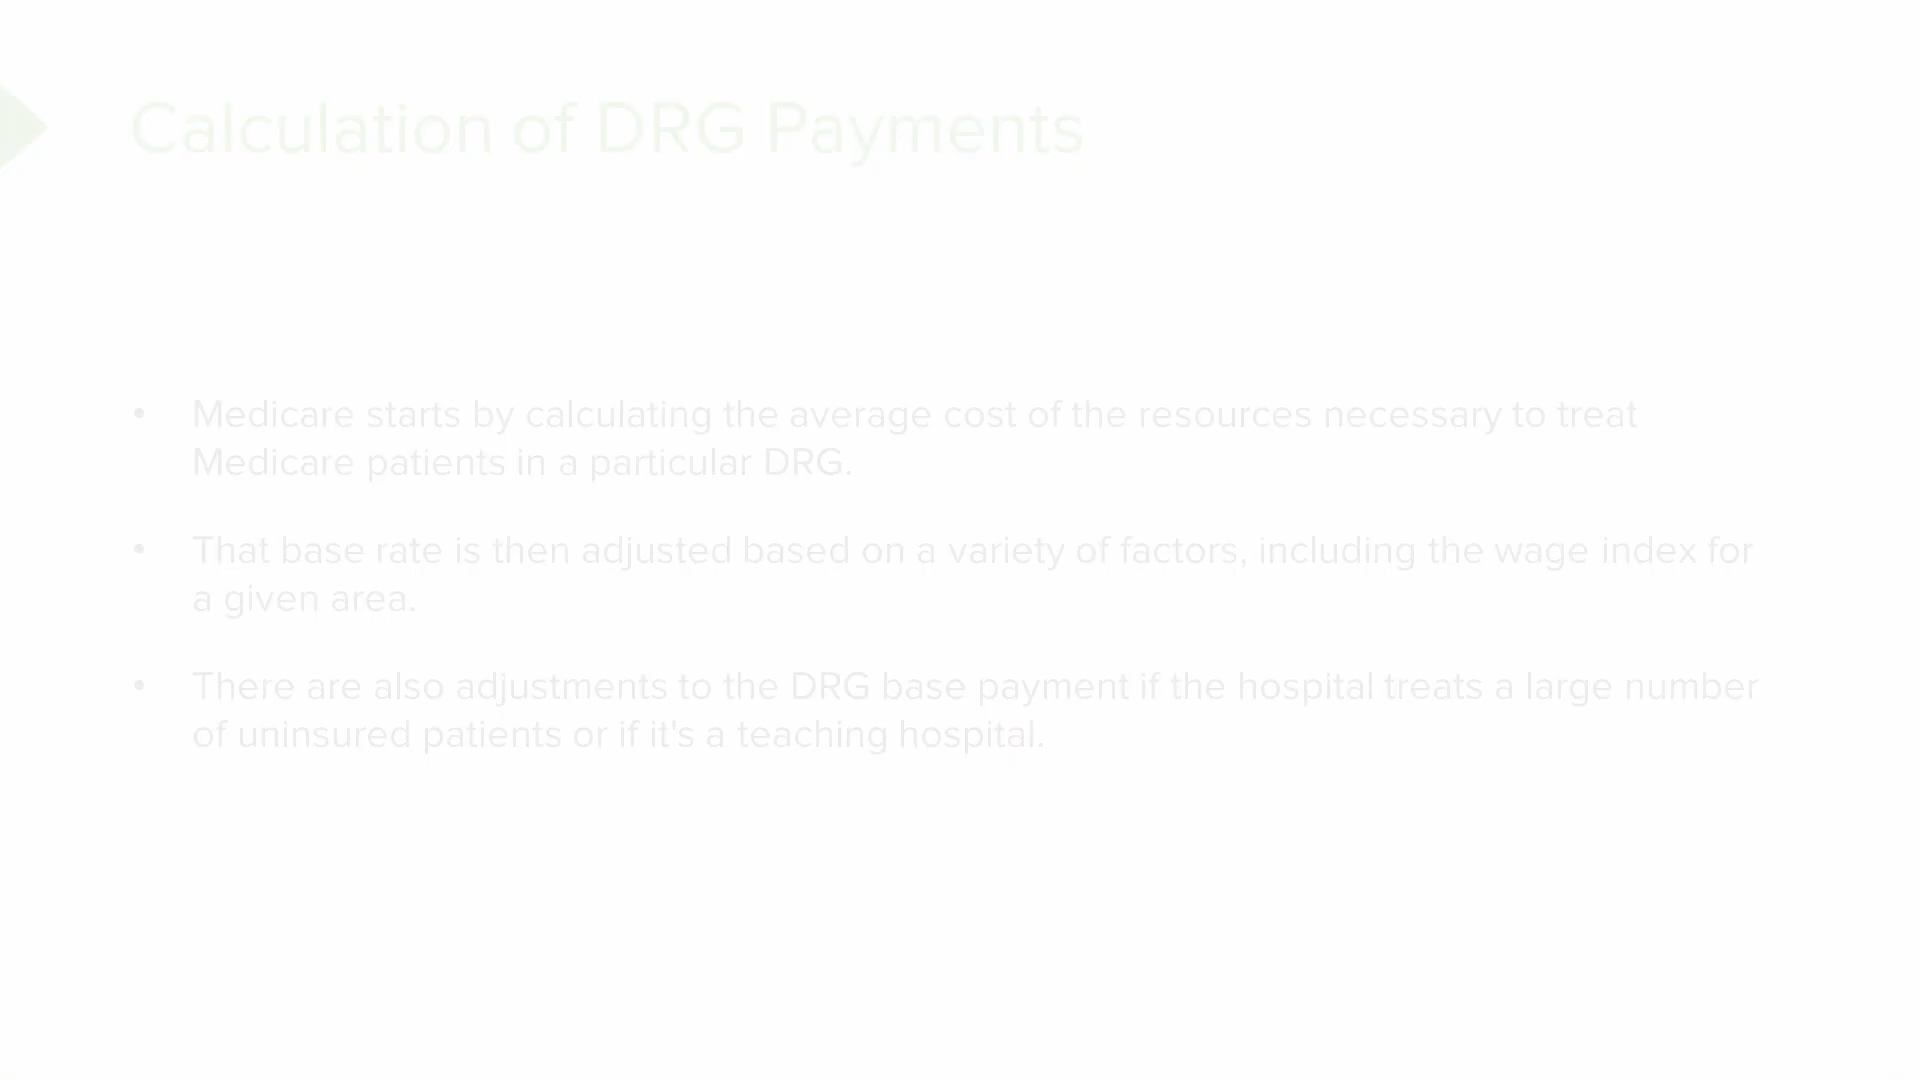 Calculation of DRG Payments
• Medicare starts by calculating the average cost of the resources necessary to treat
Medicare patients in a particular DRG.
• That base rate is then adjusted based on a variety of factors, including the wage index for
a given area.
• There are also adjustments to the DRG base payment if the hospital treats a large number
of uninsured patients or if it's a teaching hospital.